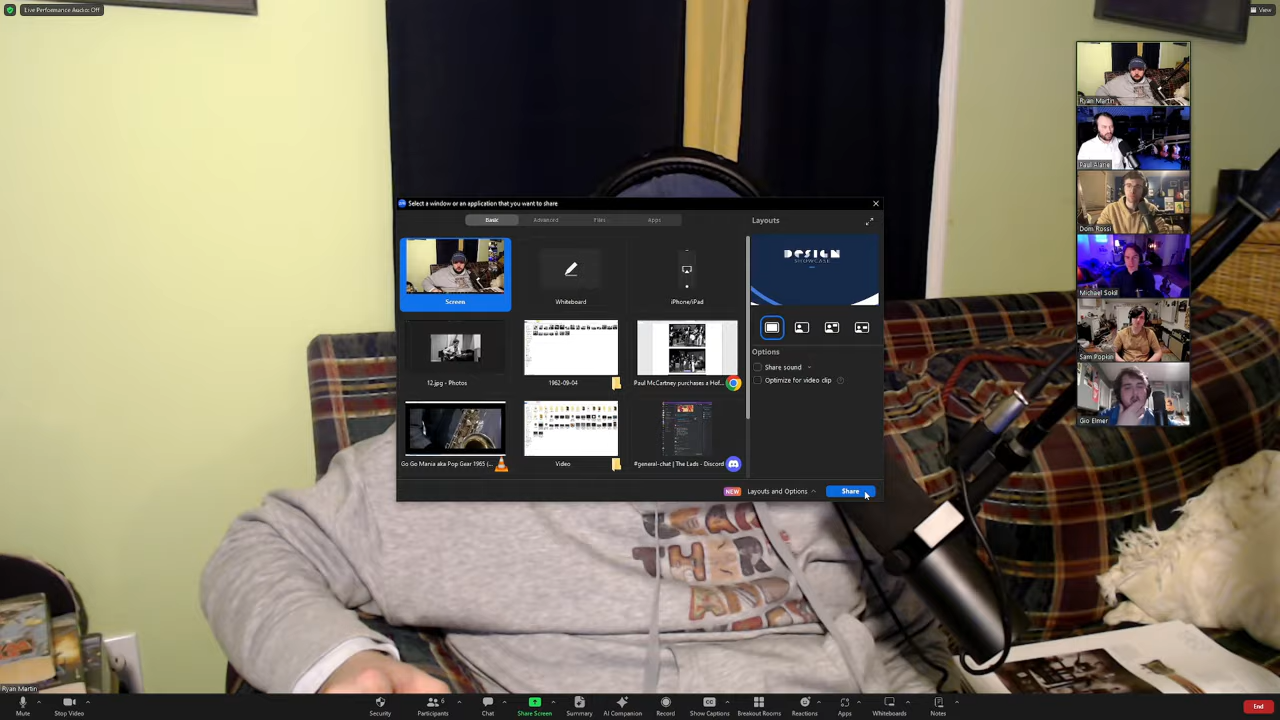 Live Performance Audio: Off
View
Select a window or an application that you want to share
Basic
Advanced
Files
Apps
Layouts
Screen
Whiteboard
iPhone/iPad
DESIGN
SHOWCASE
12.jpg - Photos
1962-09-04
Paul McCartney purchases a Hof...
Options
Share sound
Optimize for video clip
Go Go Mania aka Pop Gear 1965 (...
Video
#general-chat | The Lads - Discord
NEW
Layouts and Options
Share
Ryan Martin
Dom Rossi
Michael Sokil
Gio Elmer
Ryan Martin
Mute
Stop Video
Security
Participants
6
Chat
Share Screen
Summary
AI Companion
Record
Show Captions
Breakout Rooms
Reactions
Apps
Whiteboards
Notes
End